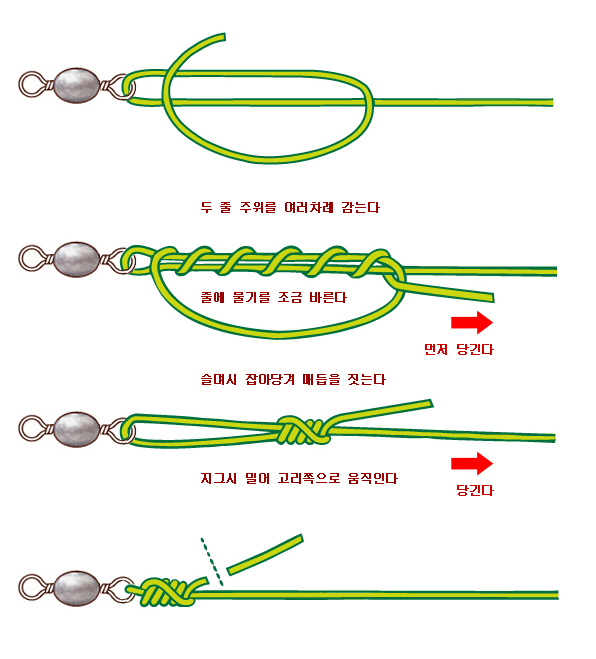 두 줄 주위를 여러차례 감는다
줄에 물기를 조금 바른다
먼저 당긴다
슬며시 잡아당겨 매듭을 짓는다
지그시 밀어 고리쪽으로 움직인다
당긴다